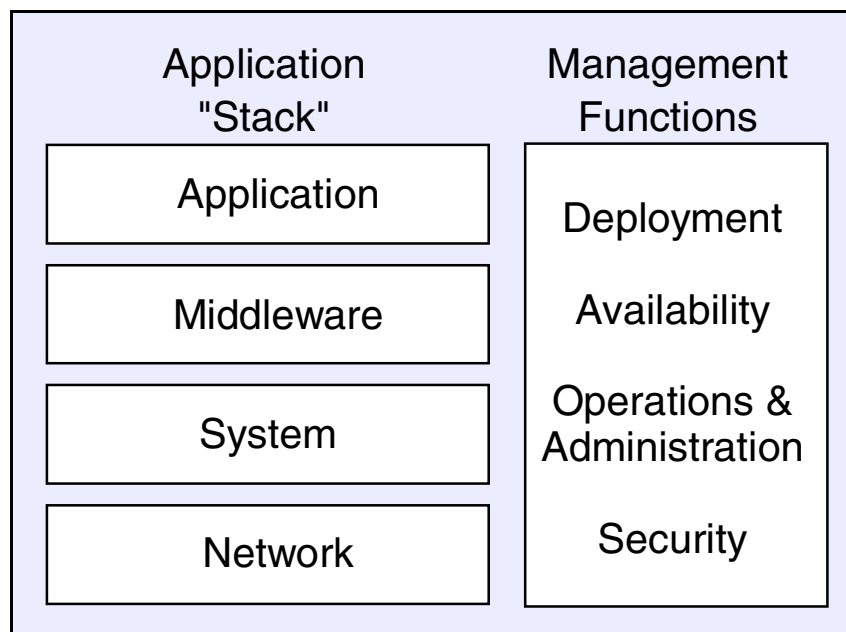 Application
"Stack"
Application
Middleware
System
Network
Management
Functions
Deployment
Availability
Operations &
Administration
Security